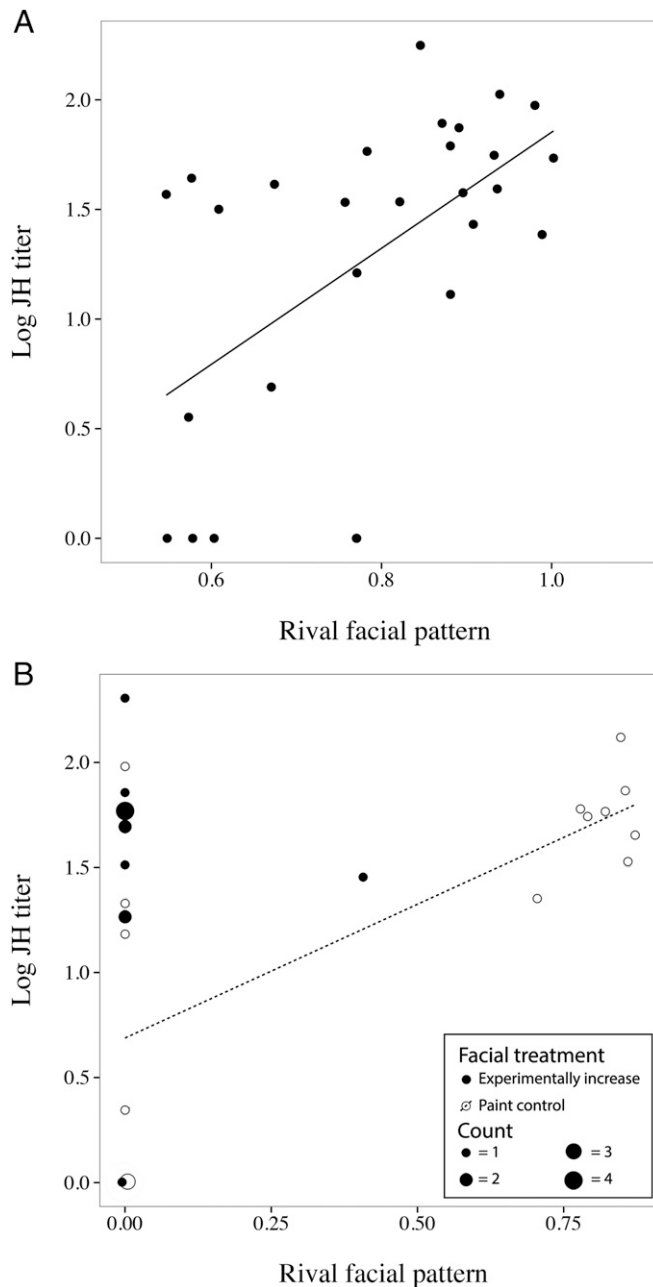 A
Log JH titer
2.0
1.5
1.0
0.5
0.0
0.6 0.8 1.0
Rival facial pattern
B
Log JH titer
2.0
1.5
1.0
0.5
0.0
Facial treatment
Experimentally increase
Paint control
Count
= 1 = 3
= 2 = 4
0.00 0.25 0.50 0.75
Rival facial pattern